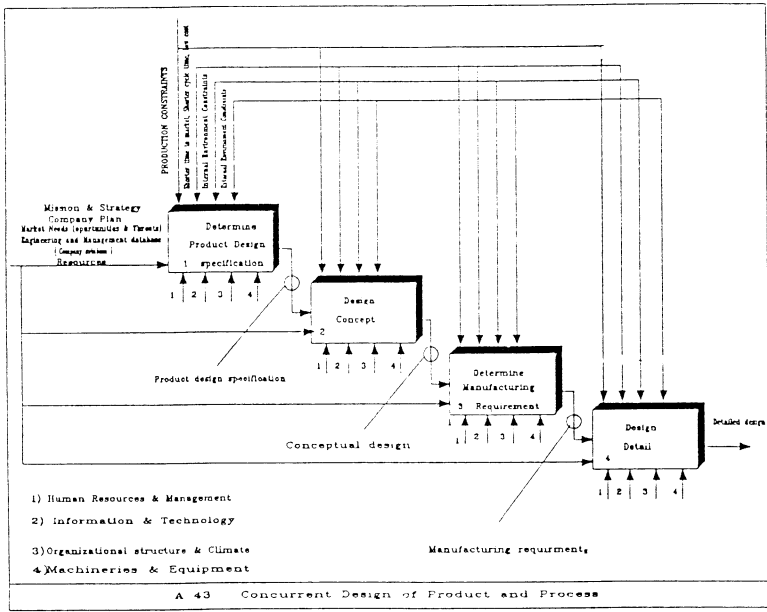 PRODUCTION CONSTRAINTS
Shorter time to market, Shorter cycle time, low cost
Internal Environment Constraints
External Environment Constraints
Mission & Strategy
Company Plan
Market Needs (oportunities & Threats)
Engineering and Management database
( Company database )
Resources
Determine
Product Design
1 specification
1 2 3 4
Design
Concept
2
1 2 3 4
Product design specification
Determine
Manufacturing
3 Requirement
1 2 3 4
Conceptual design
Design
Detail
4
1 2 3 4
Detailed design
Manufacturing requirments
1) Human Resources & Management
2) Information & Technology
3) Organizational structure & Climate
4) Machineries & Equipment
A 43 Concurrent Design of Product and Process